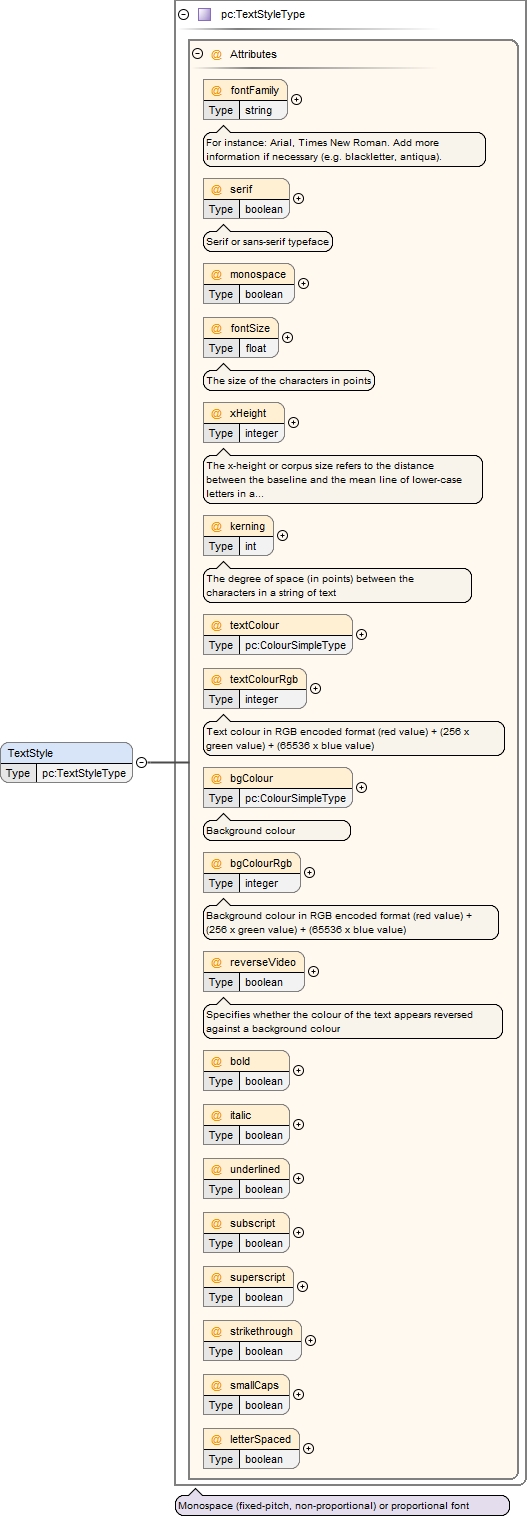 pc:TextStyleType
@ Attributes
@ fontFamily
Type string
For instance: Arial, Times New Roman. Add more
information if necessary (e.g. blackletter, antiqua).
@ serif
Type boolean
Serif or sans-serif typeface
@ monospace
Type boolean
@ fontSize
Type float
The size of the characters in points
@ xHeight
Type integer
The x-height or corpus size refers to the distance
between the baseline and the mean line of lower-case
letters in a...
@ kerning
Type int
The degree of space (in points) between the
characters in a string of text
@ textColour
Type pc:ColourSimpleType
@ textColourRgb
Type integer
Text colour in RGB encoded format (red value) + (256 x
green value) + (65536 x blue value)
TextStyle
Type pc:TextStyleType
@ bgColour
Type pc:ColourSimpleType
Background colour
@ bgColourRgb
Type integer
Background colour in RGB encoded format (red value) +
(256 x green value) + (65536 x blue value)
@ reverseVideo
Type boolean
Specifies whether the colour of the text appears reversed
against a background colour
@ bold
Type boolean
@ italic
Type boolean
@ underlined
Type boolean
@ subscript
Type boolean
@ superscript
Type boolean
@ strikethrough
Type boolean
@ smallCaps
Type boolean
@ letterSpaced
Type boolean
Monospace (fixed-pitch, non-proportional) or proportional font